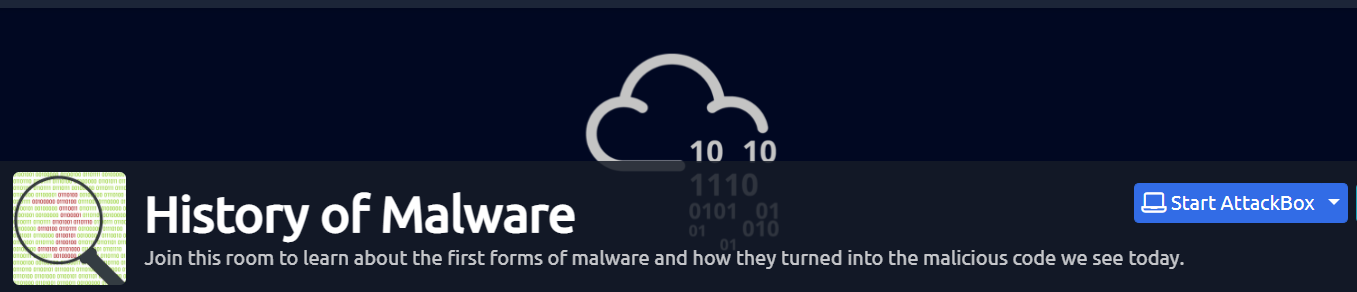 10 10
1110
0101 01
01 010
01
History of Malware
Start AttackBox
Join this room to learn about the first forms of malware and how they turned into the malicious code we see today.